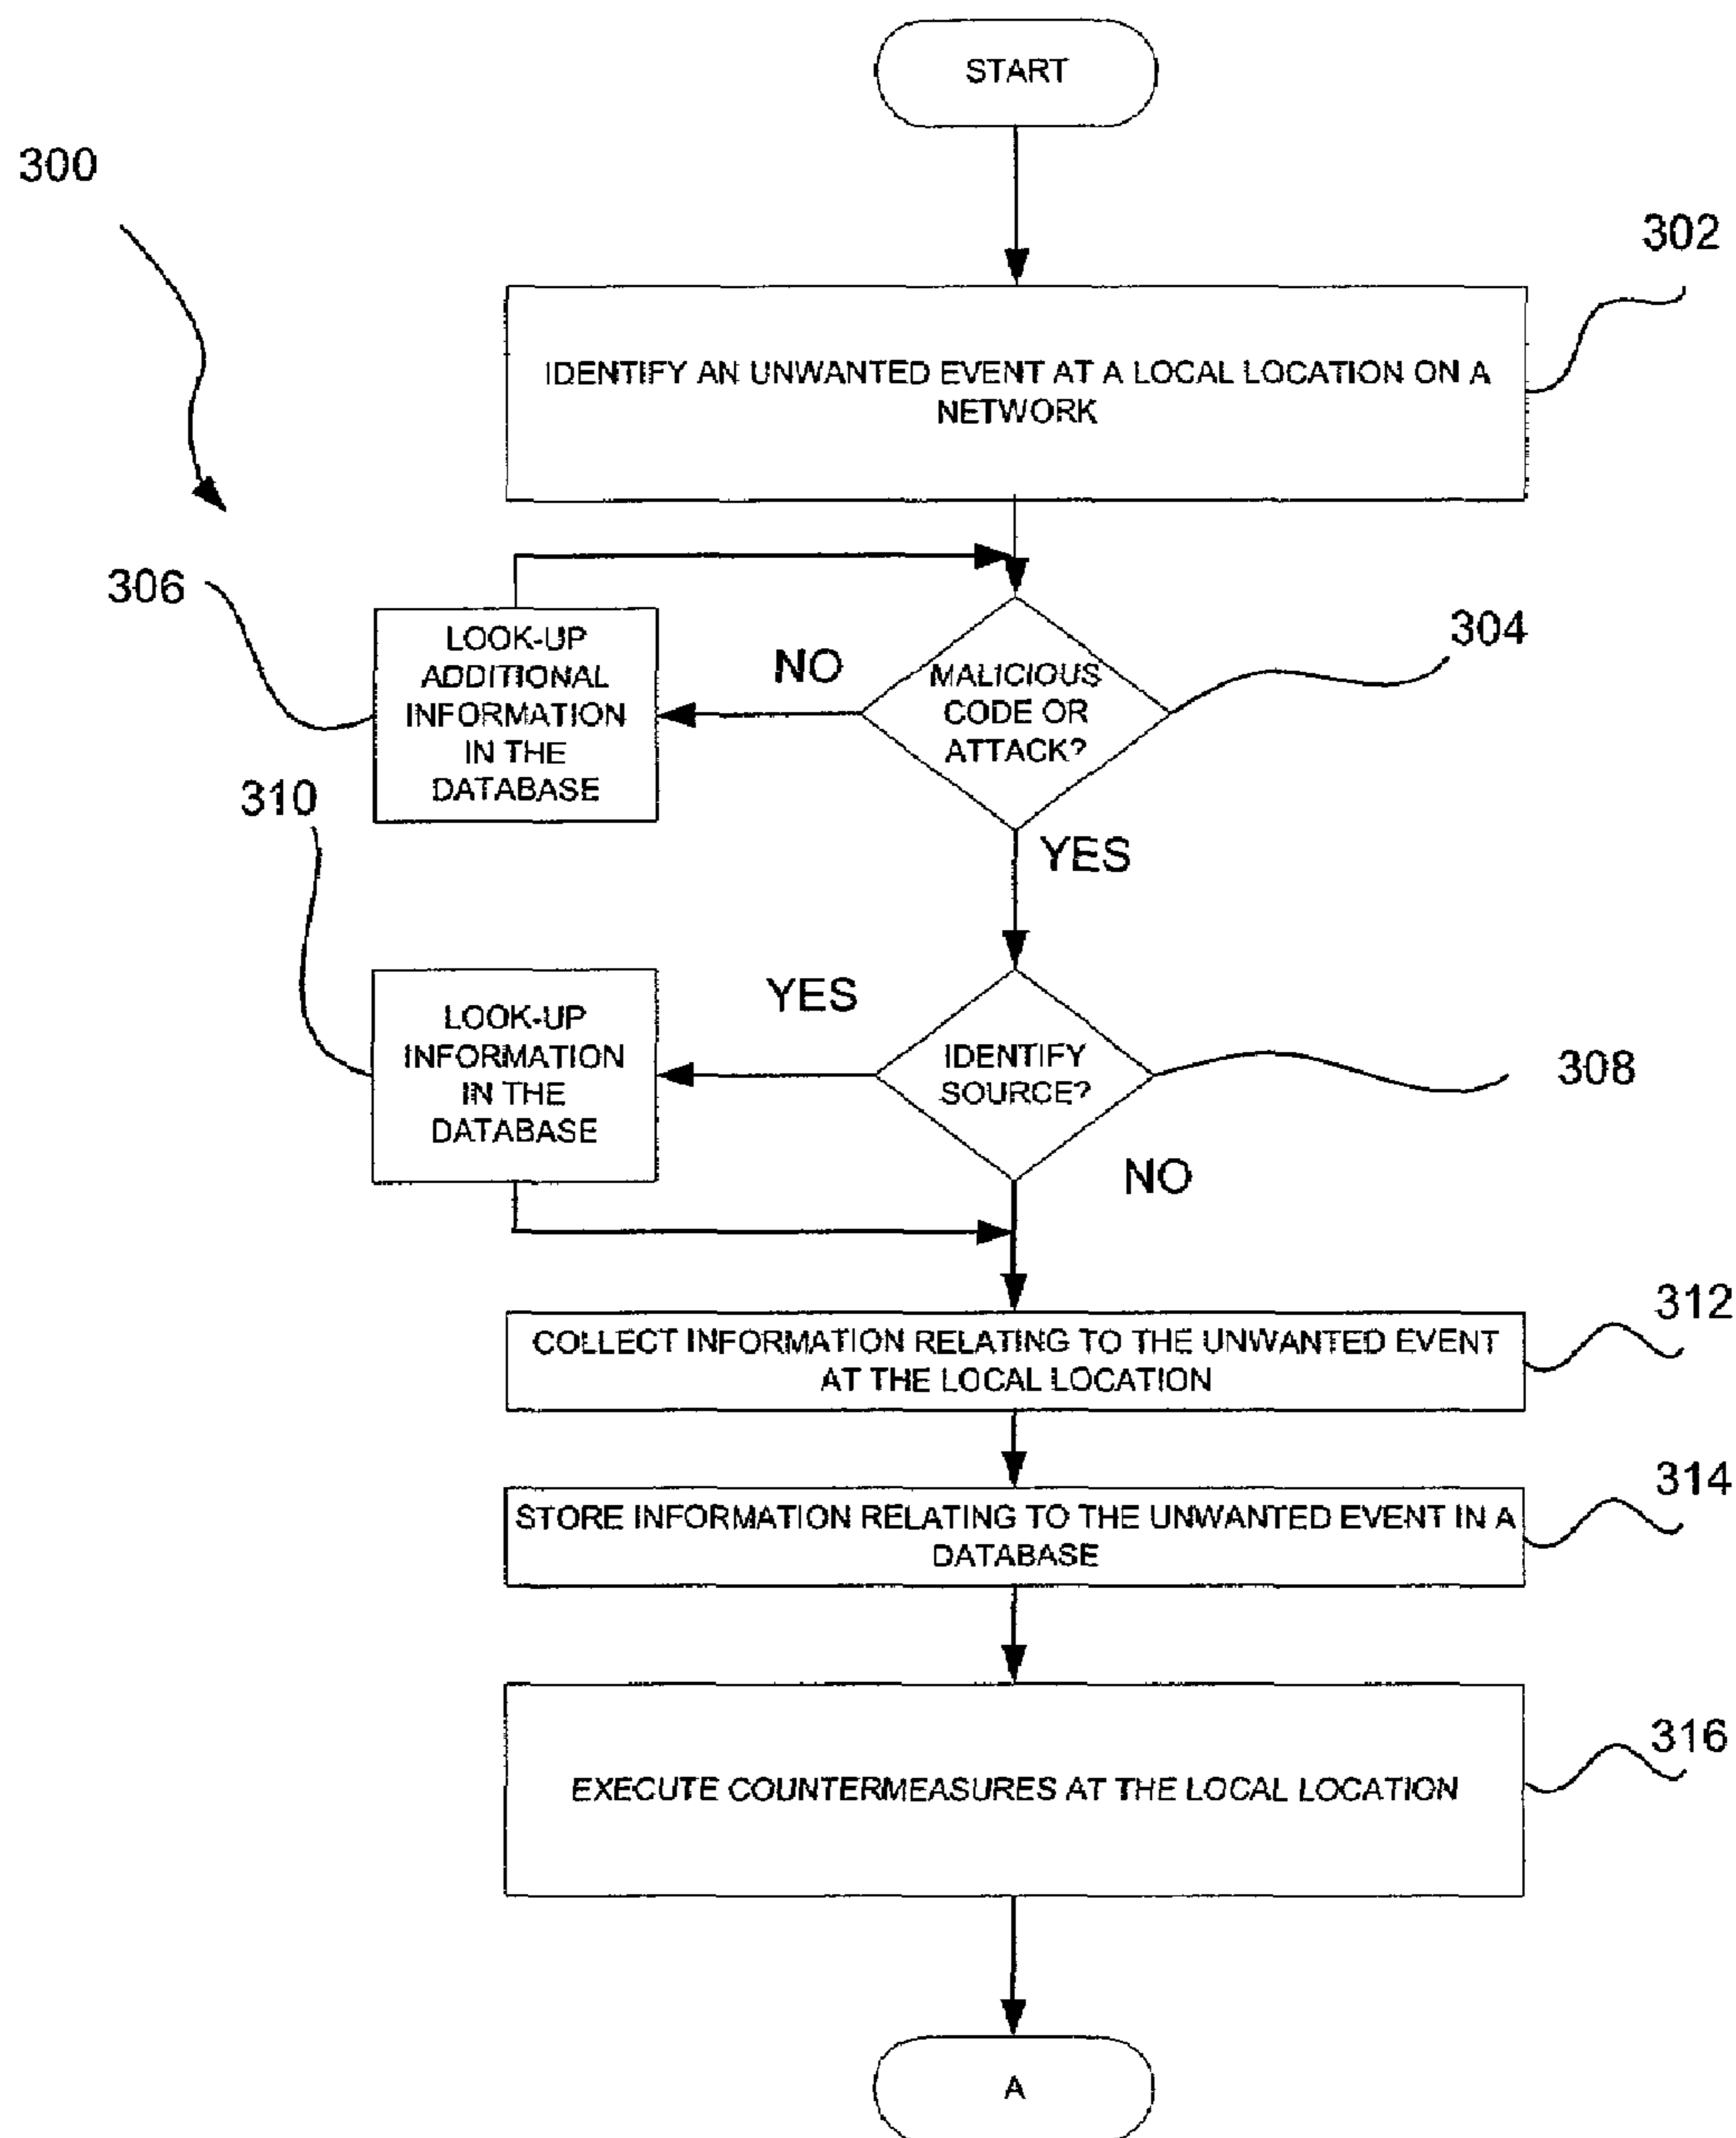 START
300
302
IDENTIFY AN UNWANTED EVENT AT A LOCAL LOCATION ON A
NETWORK
306
LOOK-UP
ADDITIONAL
INFORMATION
IN THE
DATABASE
NO
MALICIOUS
CODE OR
ATTACK?
304
YES
310
LOOK-UP
INFORMATION
IN THE
DATABASE
YES
IDENTIFY
SOURCE?
308
NO
312
COLLECT INFORMATION RELATING TO THE UNWANTED EVENT
AT THE LOCAL LOCATION
314
STORE INFORMATION RELATING TO THE UNWANTED EVENT IN A
DATABASE
316
EXECUTE COUNTERMEASURES AT THE LOCAL LOCATION
A